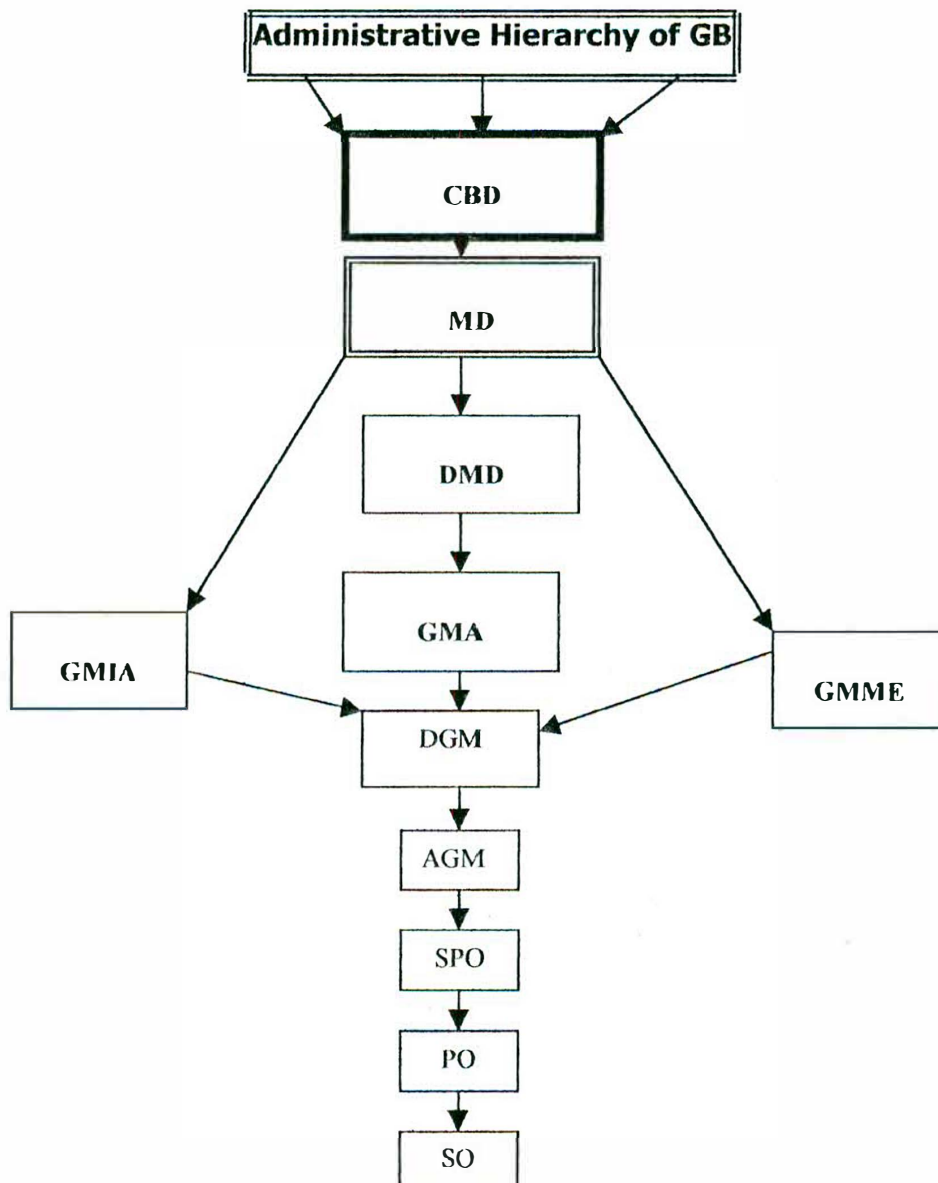 Administrative Hierarchy of GB
CBD
MD
DMD
GMA
GMIA
GMME
DGM
AGM
SPO
PO
SO